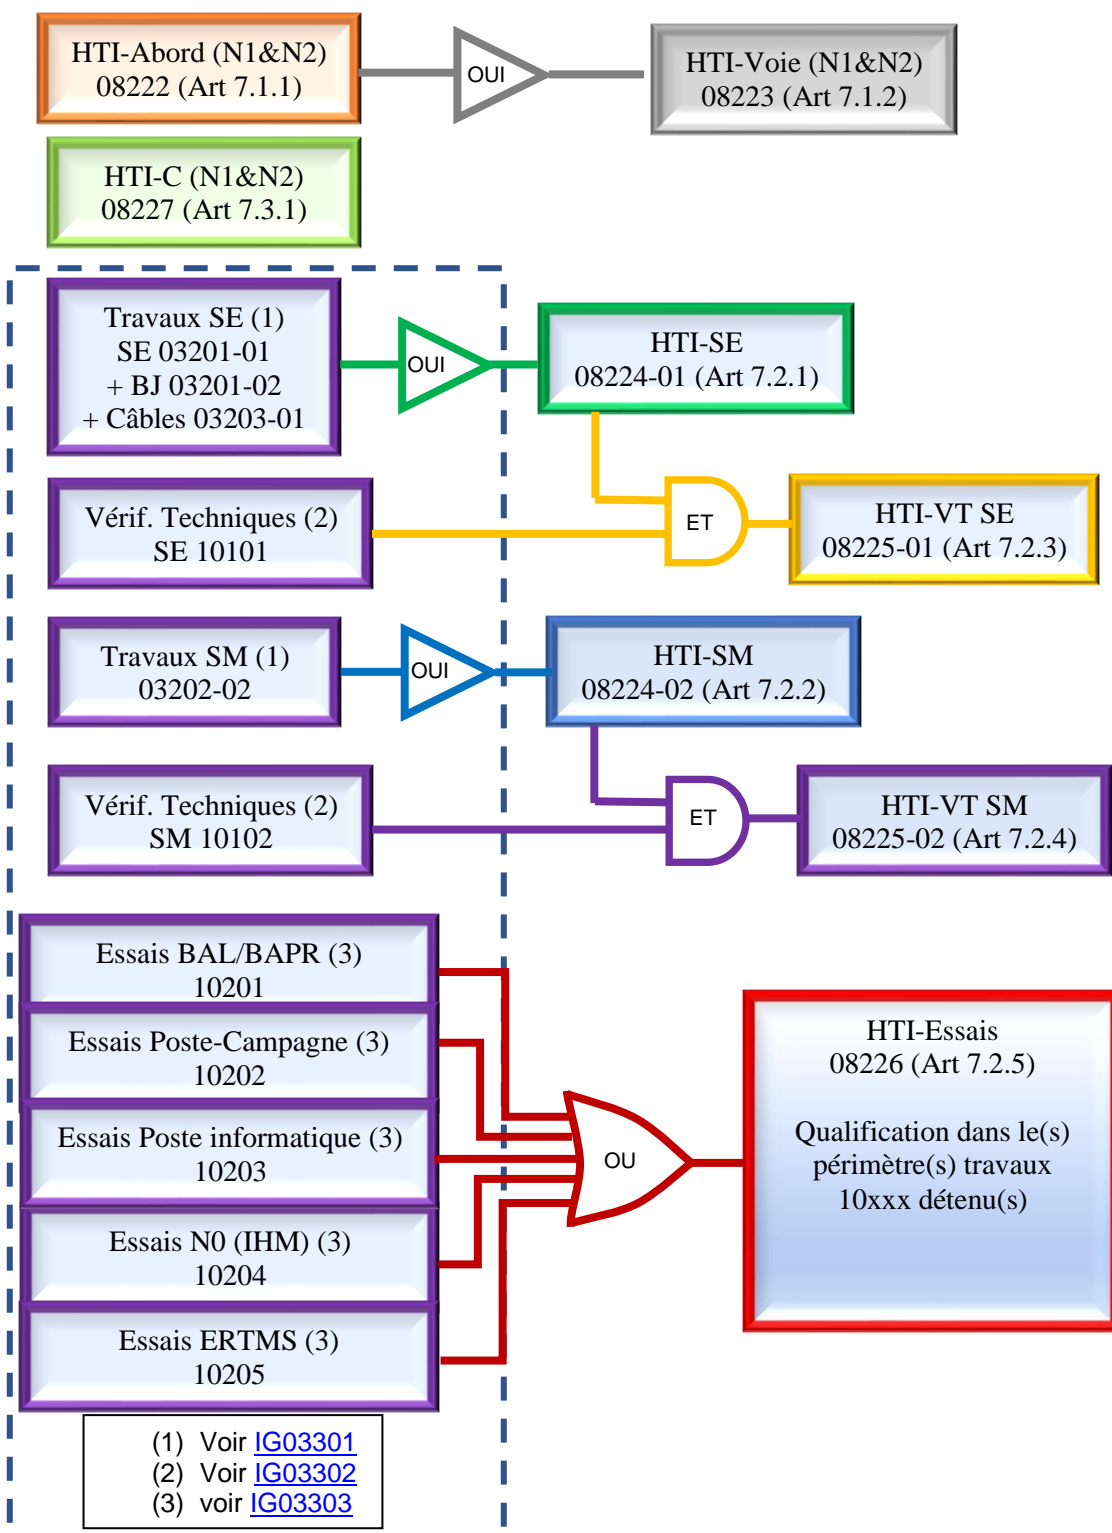 HTI-Abord (N1&N2)
08222 (Art 7.1.1)
OUI
HTI-Voie (N1&N2)
08223 (Art 7.1.2)
HTI-C (N1&N2)
08227 (Art 7.3.1)
Travaux SE (1)
SE 03201-01
+ BJ 03201-02
+ Câbles 03203-01
OUI
HTI-SE
08224-01 (Art 7.2.1)
Vérif. Techniques (2)
SE 10101
ET
HTI-VT SE
08225-01 (Art 7.2.3)
Travaux SM (1)
03202-02
OUI
HTI-SM
08224-02 (Art 7.2.2)
Vérif. Techniques (2)
SM 10102
ET
HTI-VT SM
08225-02 (Art 7.2.4)
Essais BAL/BAPR (3)
10201
Essais Poste-Campagne (3)
10202
Essais Poste informatique (3)
10203
Essais N0 (IHM) (3)
10204
Essais ERTMS (3)
10205
OU
HTI-Essais
08226 (Art 7.2.5)
Qualification dans le(s)
périmètre(s) travaux
10xxx détenu(s)
(1) Voir IG03301
(2) Voir IG03302
(3) voir IG03303